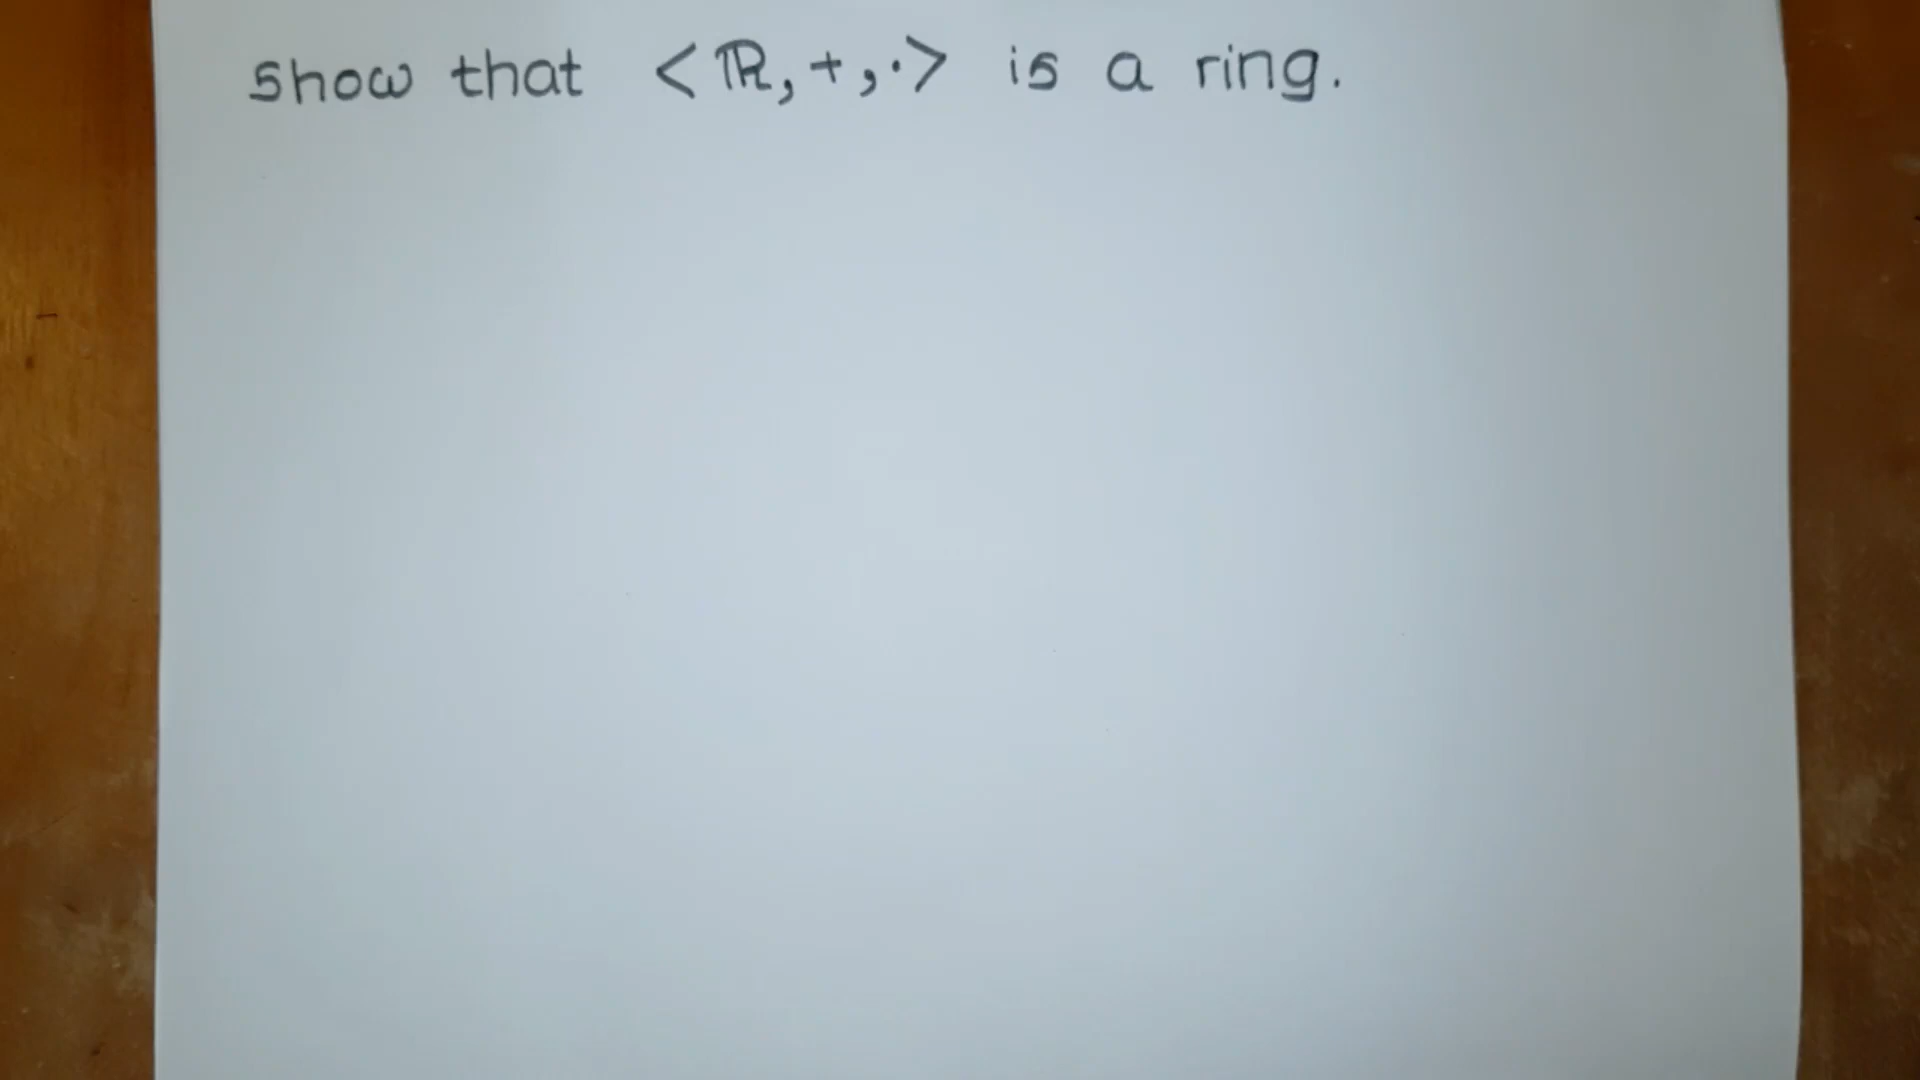 Show that <ℝ, +, ·> is a ring.